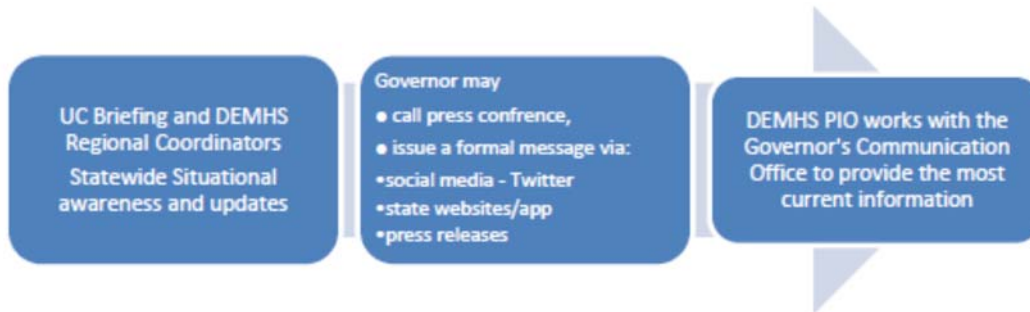 UC Briefing and DEMHS
Regional Coordinators
Statewide Situational
awareness and updates
Governor may
● call press confrence,
● issue a formal message via:
•social media - Twitter
•state websites/app
•press releases
DEMHS PIO works with the
Governor's Communication
Office to provide the most
current information